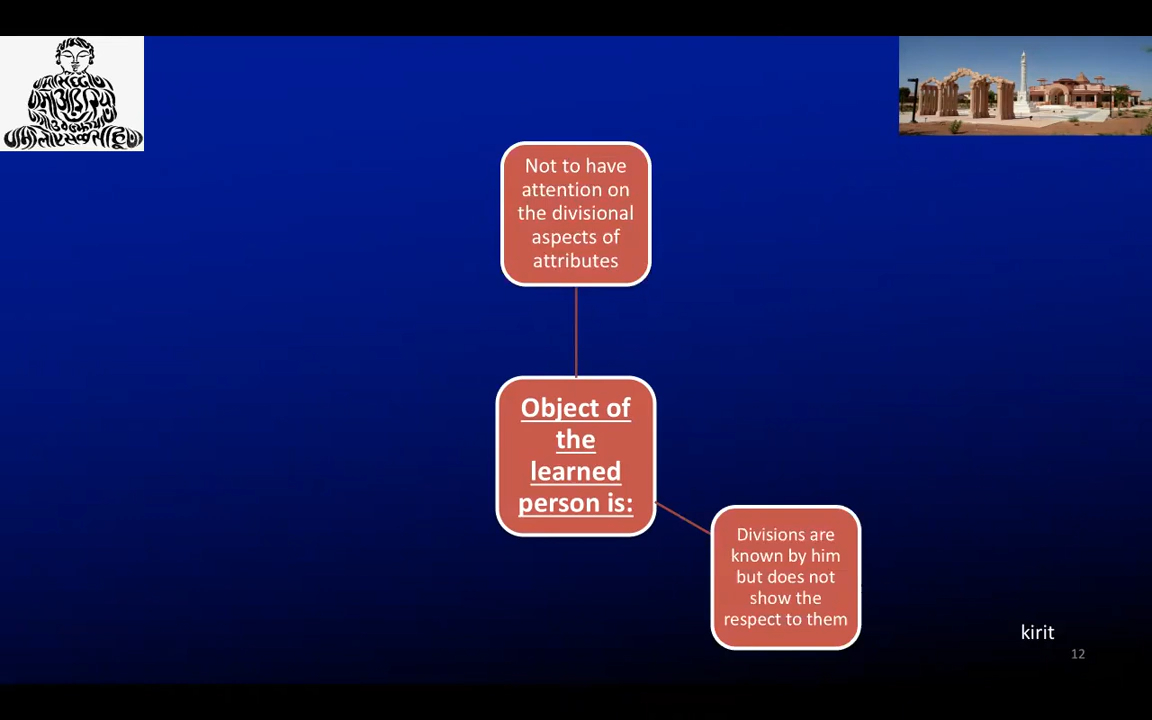 Not to have
attention on
the divisional
aspects of
attributes
Object of
the
learned
person is:
Divisions are
known by him
but does not
show the
respect to them
kirit
12